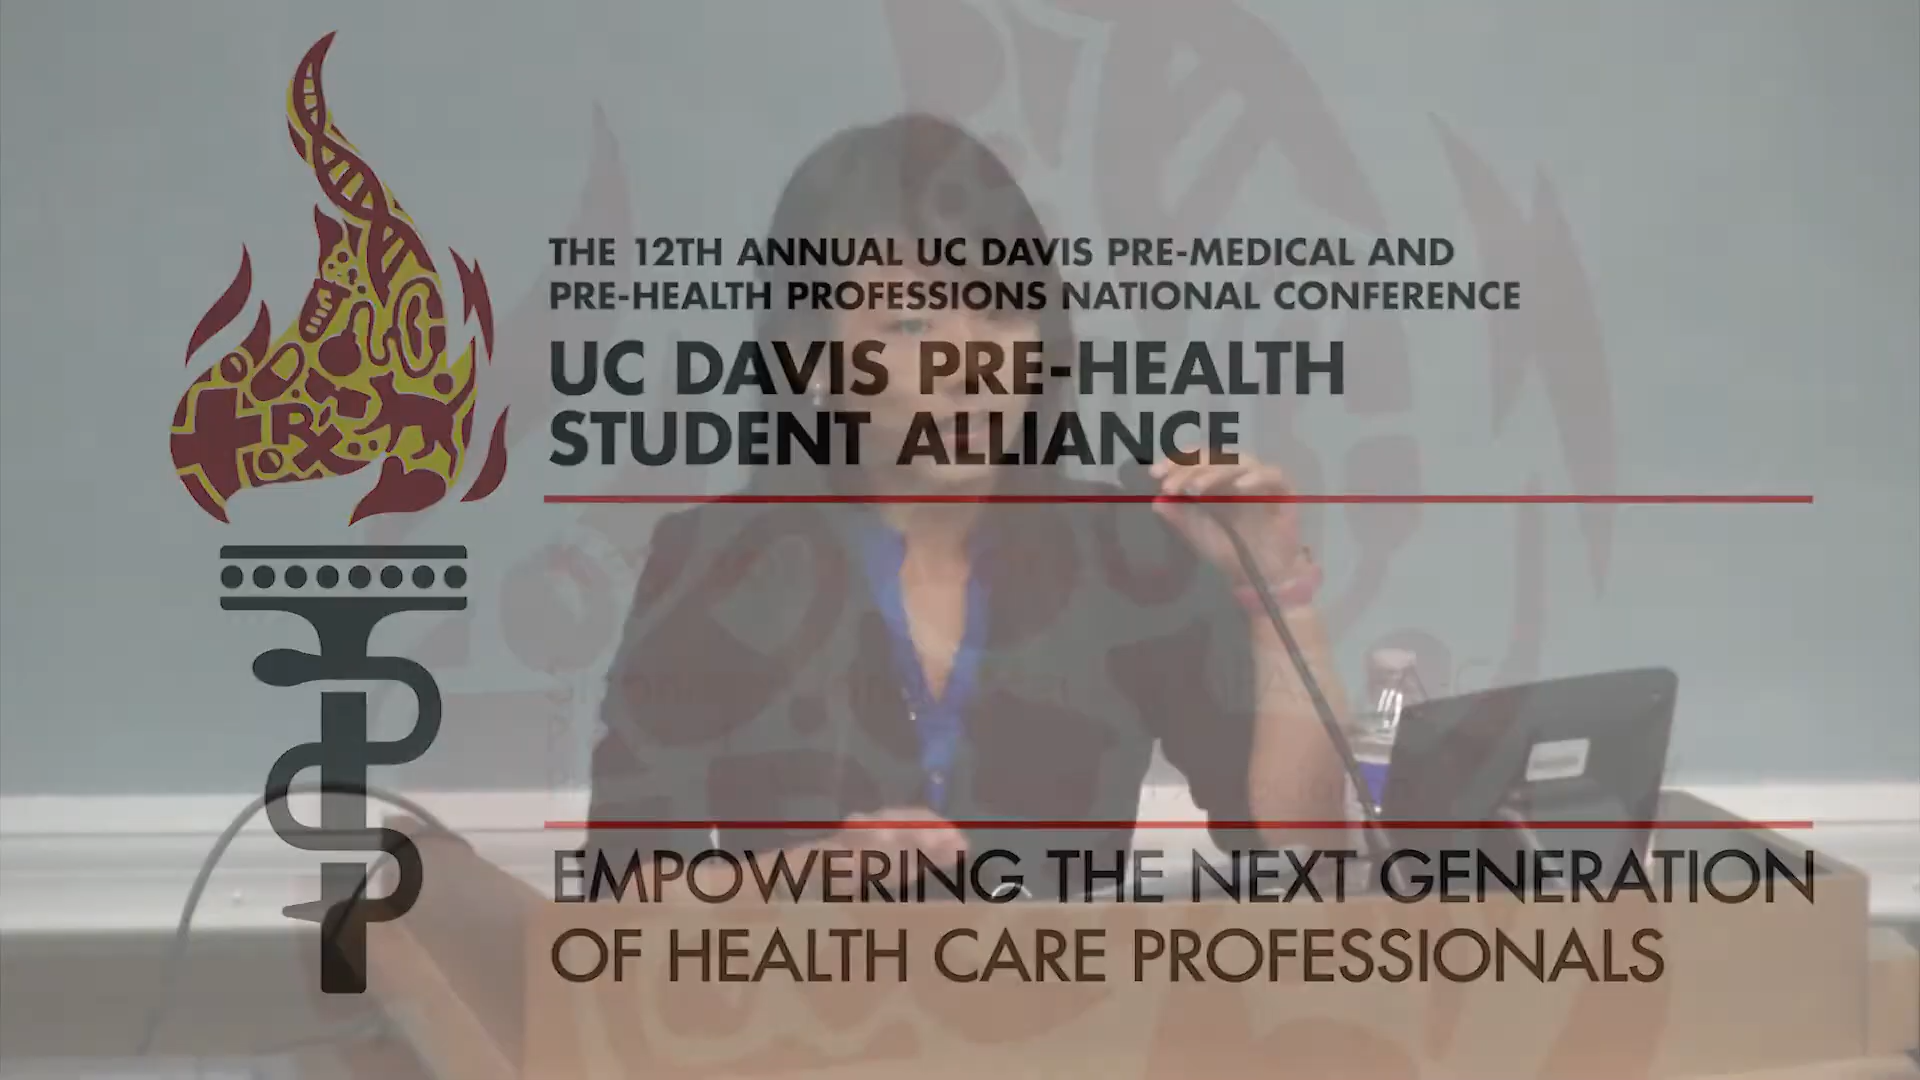 THE 12TH ANNUAL UC DAVIS PRE-MEDICAL AND
PRE-HEALTH PROFESSIONS NATIONAL CONFERENCE
UC DAVIS PRE-HEALTH
STUDENT ALLIANCE
Rx
EMPOWERING THE NEXT GENERATION
OF HEALTH CARE PROFESSIONALS